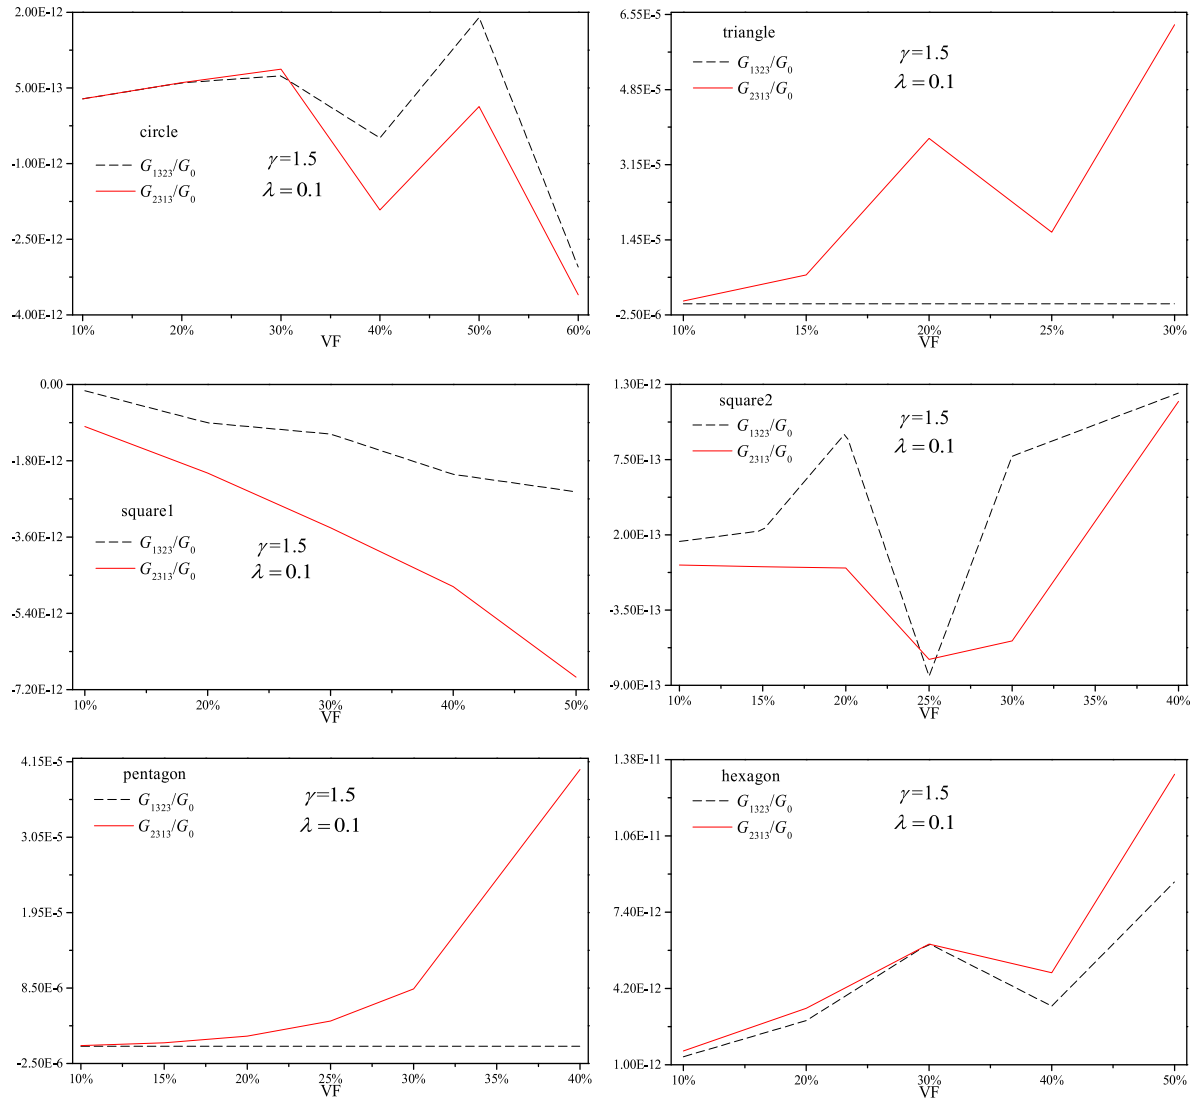 2.00E-12
5.00E-13
-1.00E-12
-2.50E-12
-4.00E-12
circle
G1323/G0
G2313/G0
γ=1.5
λ=0.1
10% 20% 30% 40% 50% 60%
VF
6.55E-5
4.85E-5
3.15E-5
1.45E-5
-2.50E-6
triangle
G1323/G0
G2313/G0
γ=1.5
λ=0.1
10% 15% 20% 25% 30%
VF
0.00
-1.80E-12
-3.60E-12
-5.40E-12
-7.20E-12
square1
G1323/G0
G2313/G0
γ=1.5
λ=0.1
10% 20% 30% 40% 50%
VF
1.30E-12
7.50E-13
2.00E-13
-3.50E-13
-9.00E-13
square2
G1323/G0
G2313/G0
γ=1.5
λ=0.1
10% 15% 20% 25% 30% 35% 40%
VF
4.15E-5
3.05E-5
1.95E-5
8.50E-6
-2.50E-6
pentagon
G1323/G0
G2313/G0
γ=1.5
λ=0.1
10% 15% 20% 25% 30% 35% 40%
VF
1.38E-11
1.06E-11
7.40E-12
4.20E-12
1.00E-12
hexagon
G1323/G0
G2313/G0
γ=1.5
λ=0.1
10% 20% 30% 40% 50%
VF